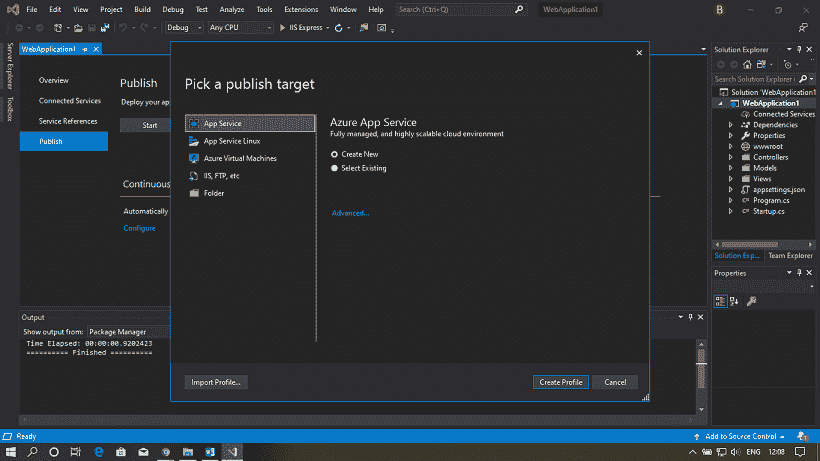 File Edit View Project Build Debug Test Analyze Tools Extensions Window Help Search (Ctrl+Q) WebApplication1 B
Debug Any CPU IIS Express
Server Explorer
Toolbox
WebApplication1
Overview
Connected Services
Service References
Publish
Publish
Deploy your app
Start
Continuous
Automatically
Configure
Pick a publish target
App Service
App Service Linux
Azure Virtual Machines
IIS, FTP, etc
Folder
Azure App Service
Fully managed, and highly scalable cloud environment
Create New
Select Existing
Advanced...
Import Profile...
Create Profile
Cancel
Solution Explorer
Search Solution Explorer
Solution 'WebApplication1'
WebApplication1
Connected Services
Dependencies
Properties
wwwroot
Controllers
Models
Views
appsettings.json
Program.cs
Startup.cs
Solution Exp... Team Explorer
Properties
Output
Show output from: Package Manager
Time Elapsed: 00:00:00.9202423
========== Finished ==========
Ready
Add to Source Control
ENG 12:08